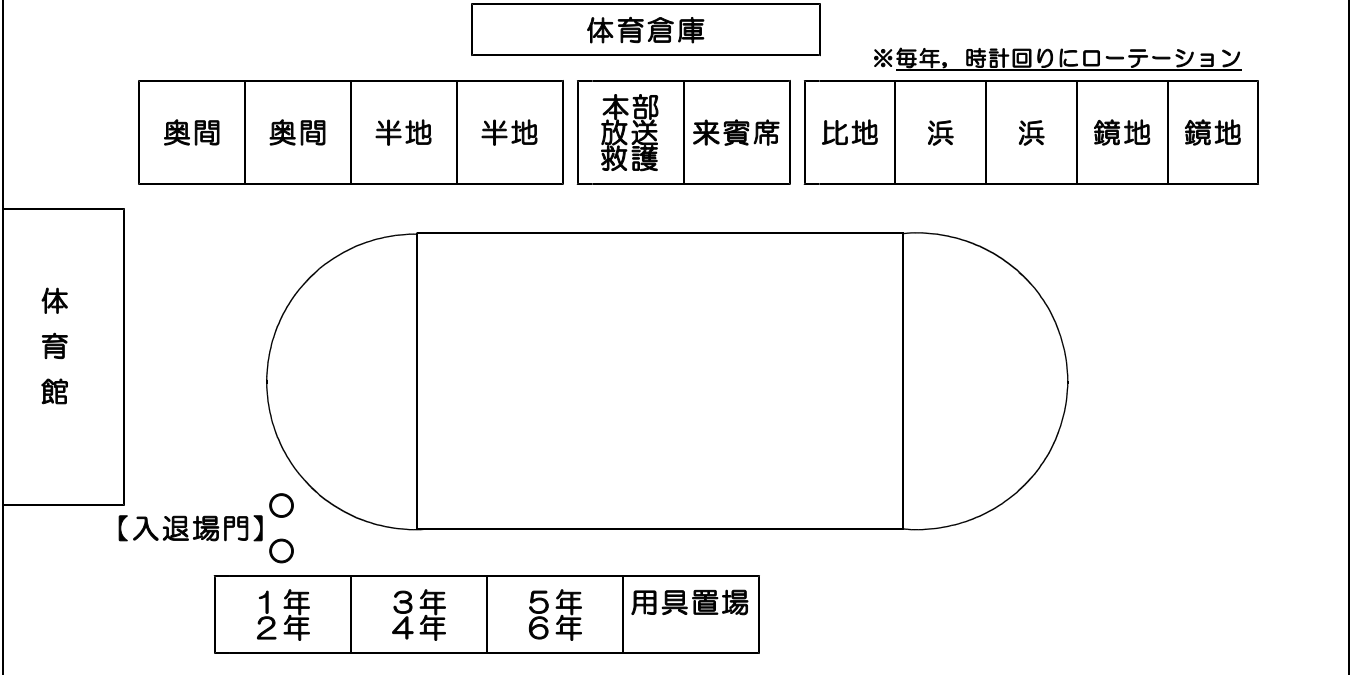 体育倉庫
※毎年，時計回りにローテーション
奥間
奥間
半地
半地
本部
放送
救護
来賓席
比地
浜
浜
鏡地
鏡地
体
育
館
【入退場門】
１年
２年
３年
４年
５年
６年
用具置場